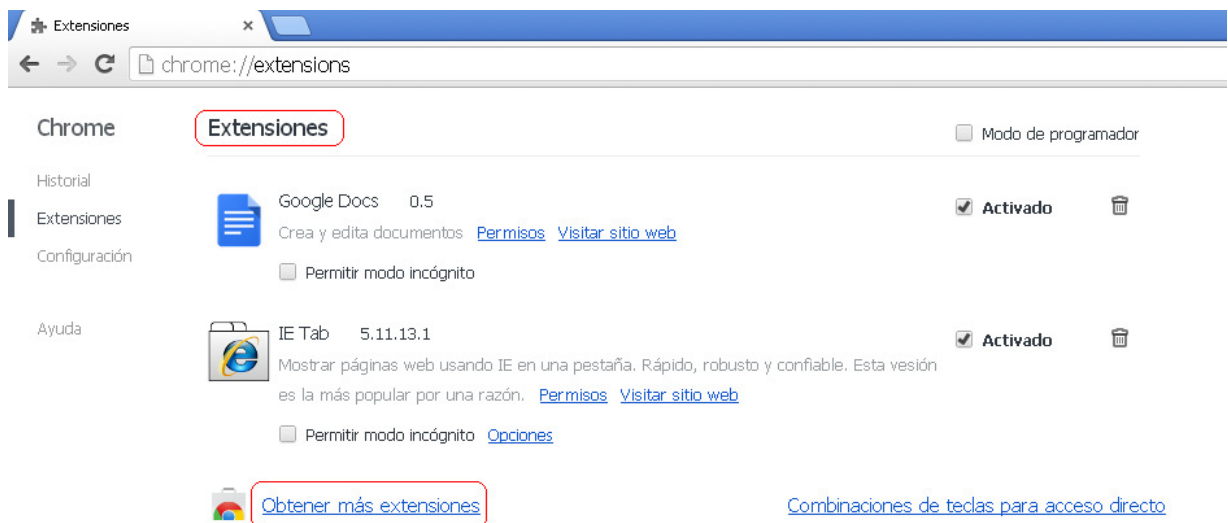 Extensiones
chrome://extensions
Chrome
Extensiones
Modo de programador
Historial
Extensiones
Configuración
Ayuda
Google Docs 0.5
Activado
Crea y edita documentos Permisos Visitar sitio web
Permitir modo incógnito
IE Tab 5.11.13.1
Activado
Mostrar páginas web usando IE en una pestaña. Rápido, robusto y confiable. Esta vesión
es la más popular por una razón. Permisos Visitar sitio web
Permitir modo incógnito Opciones
Obtener más extensiones
Combinaciones de teclas para acceso directo